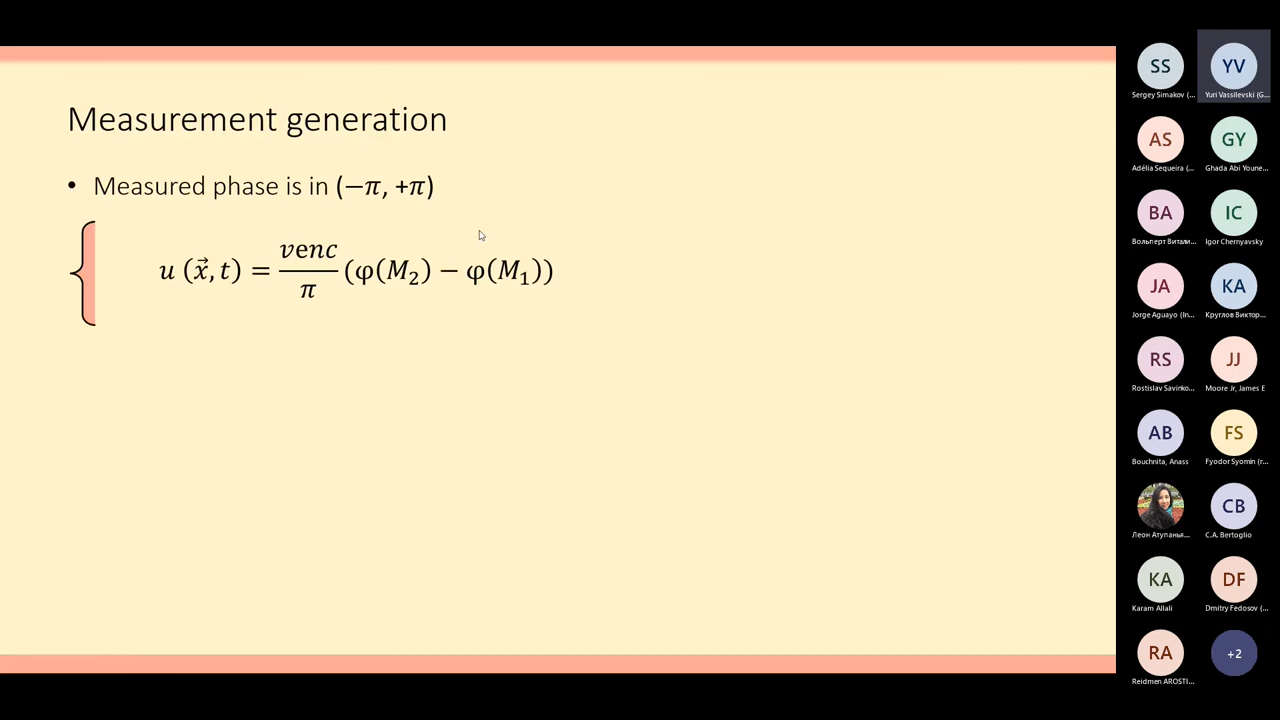 Measurement generation
• Measured phase is in (−π, +π)
u (x⃗, t) = venc/π (φ(M₂) − φ(M₁))
SS
YV
Sergey Simakov (...
Yuri Vassilevski (G...
AS
GY
Adélia Sequeira (...
Ghada Abi Youne...
BA
IC
Вольперт Витали...
Igor Chernyavsky
JA
KA
Jorge Aguayo (In...
Круглов Виктор...
RS
JJ
Rostislav Savinko...
Moore Jr, James E
AB
FS
Bouchnita, Anass
Fyodor Syomin (r...
CB
Леон Атупанья...
C.A. Bertoglio
KA
DF
Karam Allali
Dmitry Fedosov (...
RA
+2
Reidmen AROSTI...